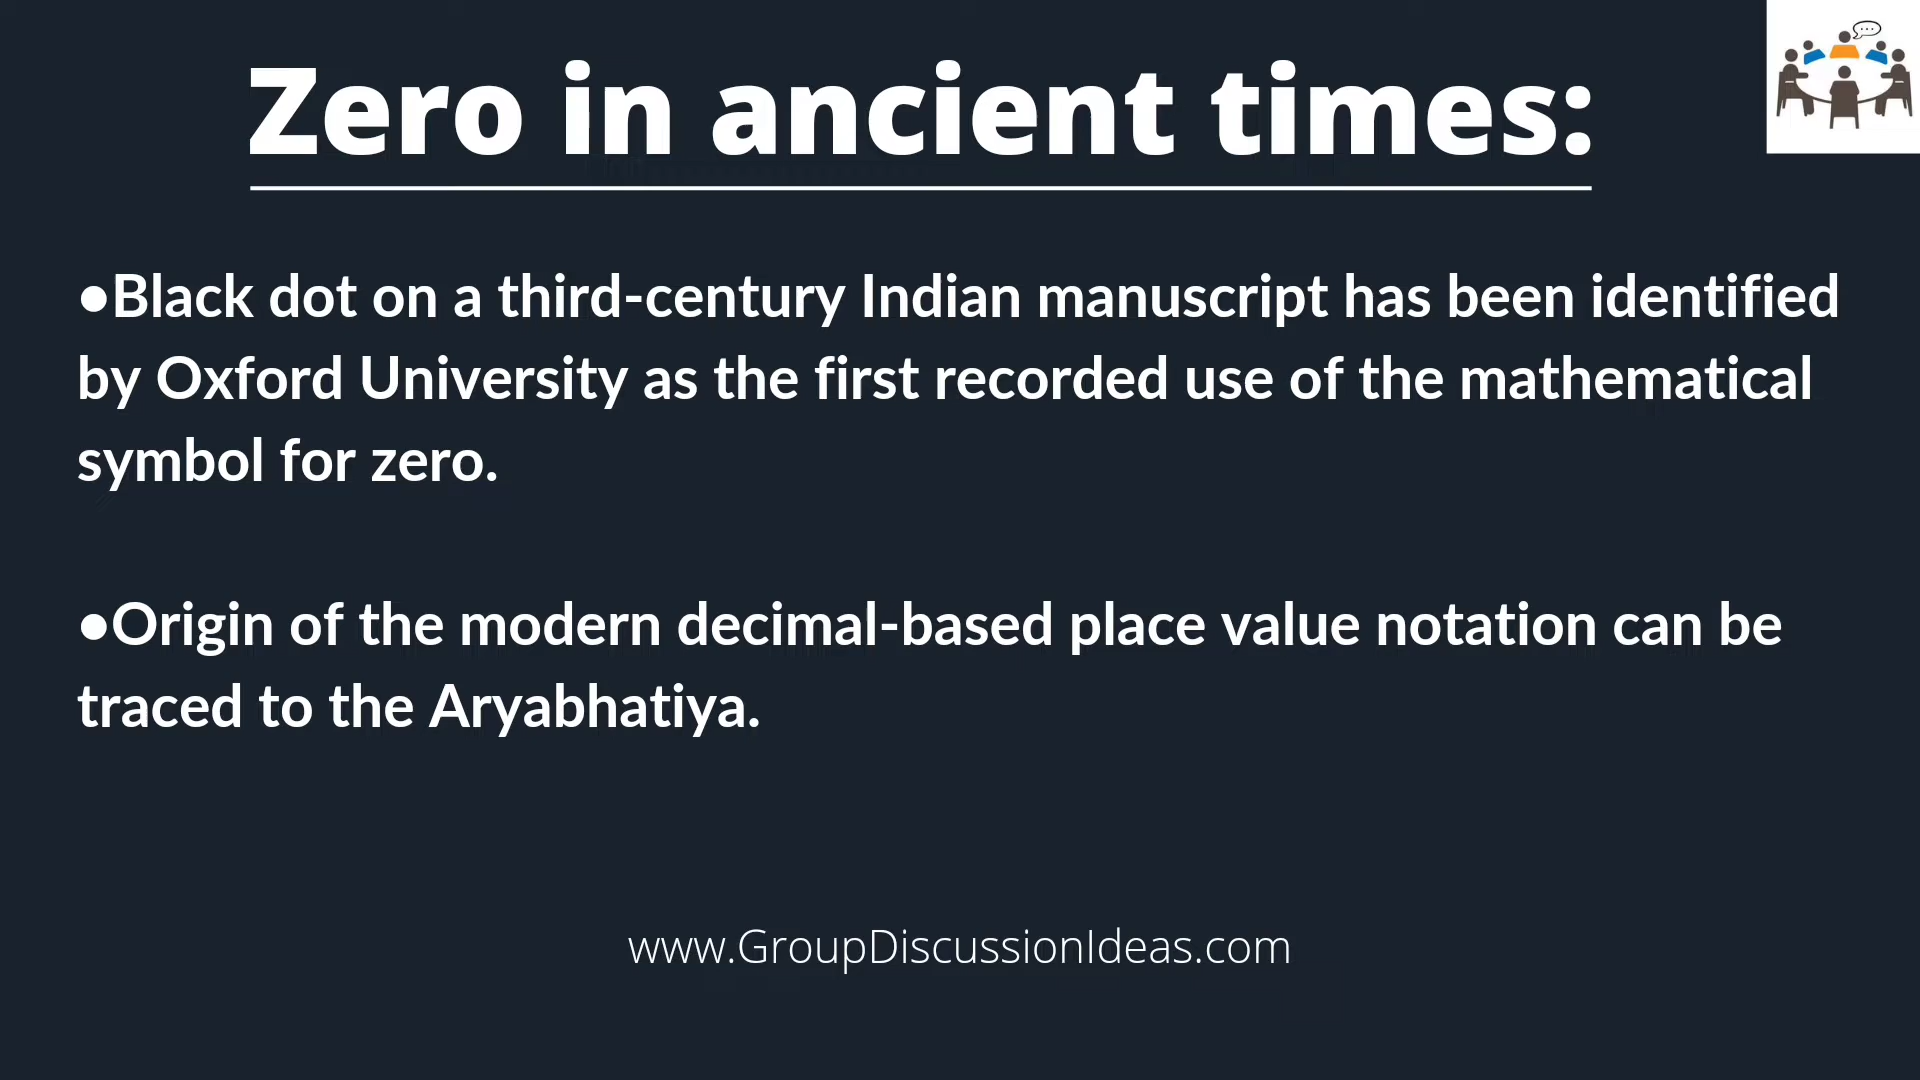 Zero in ancient times:
●Black dot on a third-century Indian manuscript has been identified
by Oxford University as the first recorded use of the mathematical
symbol for zero.
●Origin of the modern decimal-based place value notation can be
traced to the Aryabhatiya.
www.GroupDiscussionIdeas.com